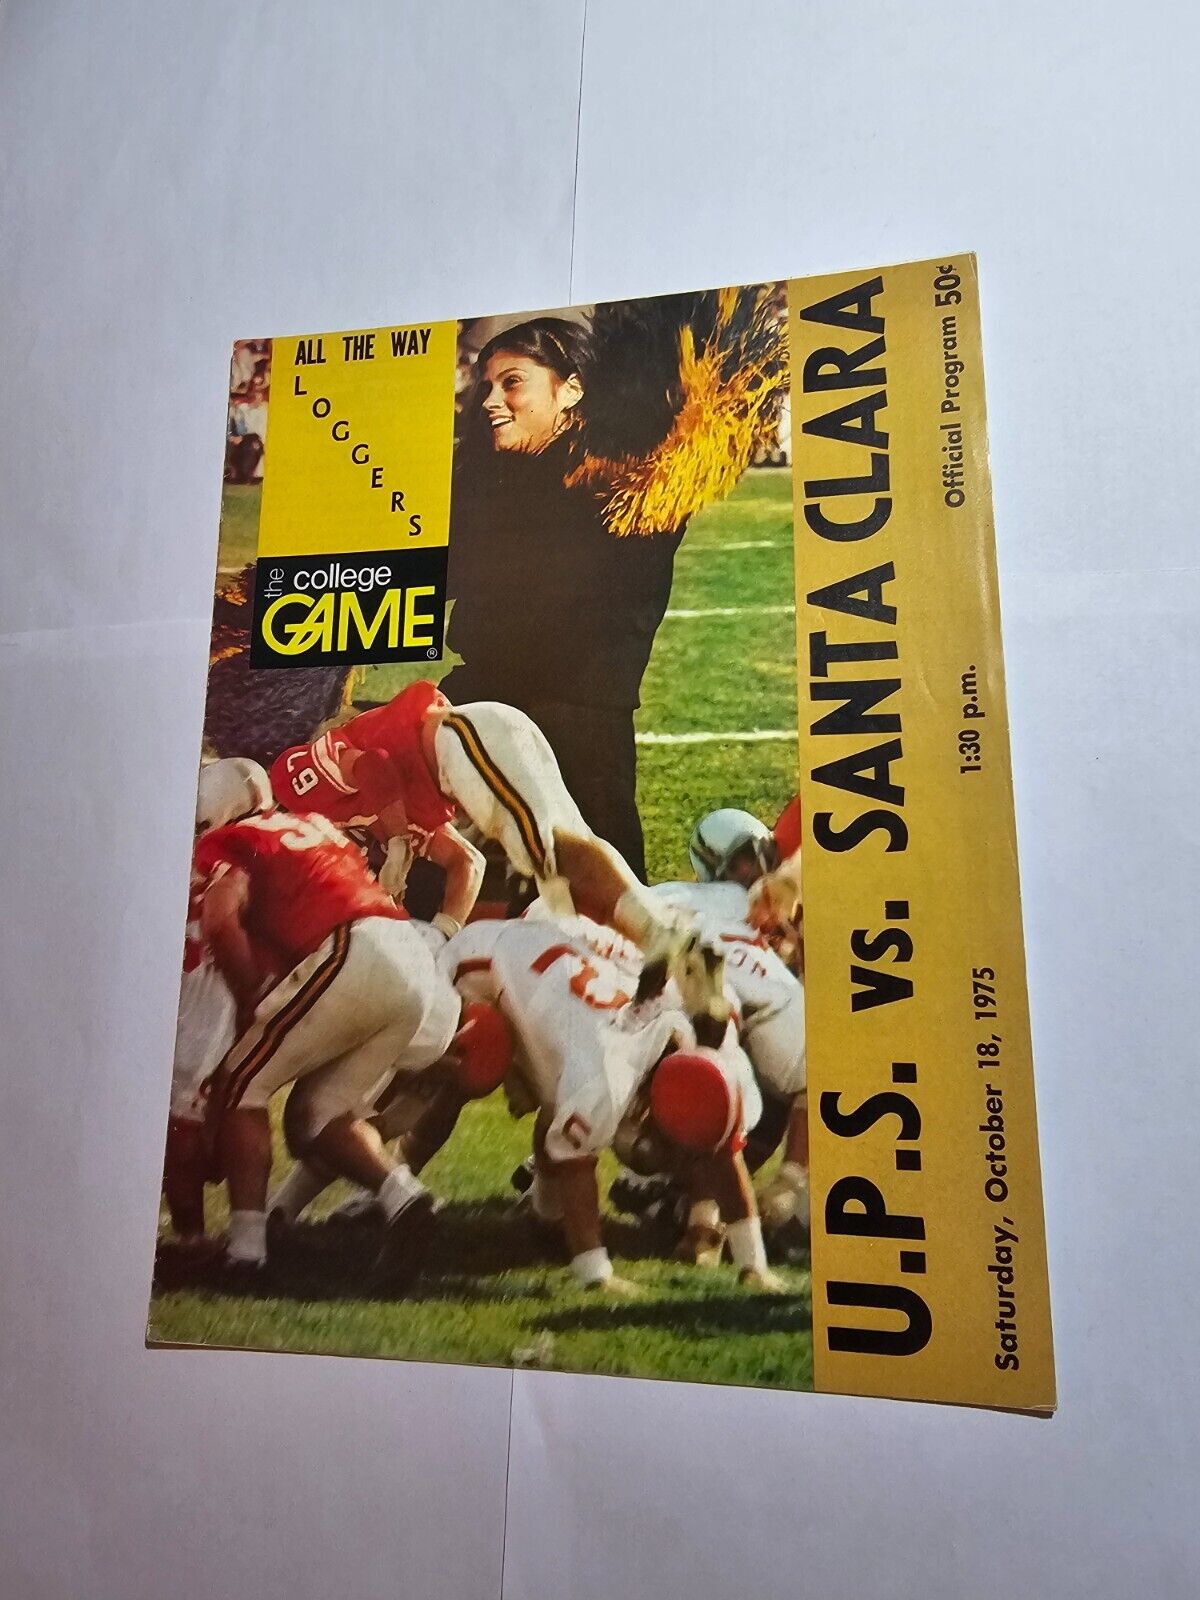 ALL THE WAY
LOGGERS
the college
GAME
®
U.P.S. vs. SANTA CLARA
Saturday, October 18, 1975 1:30 p.m. Official Program 50¢
67